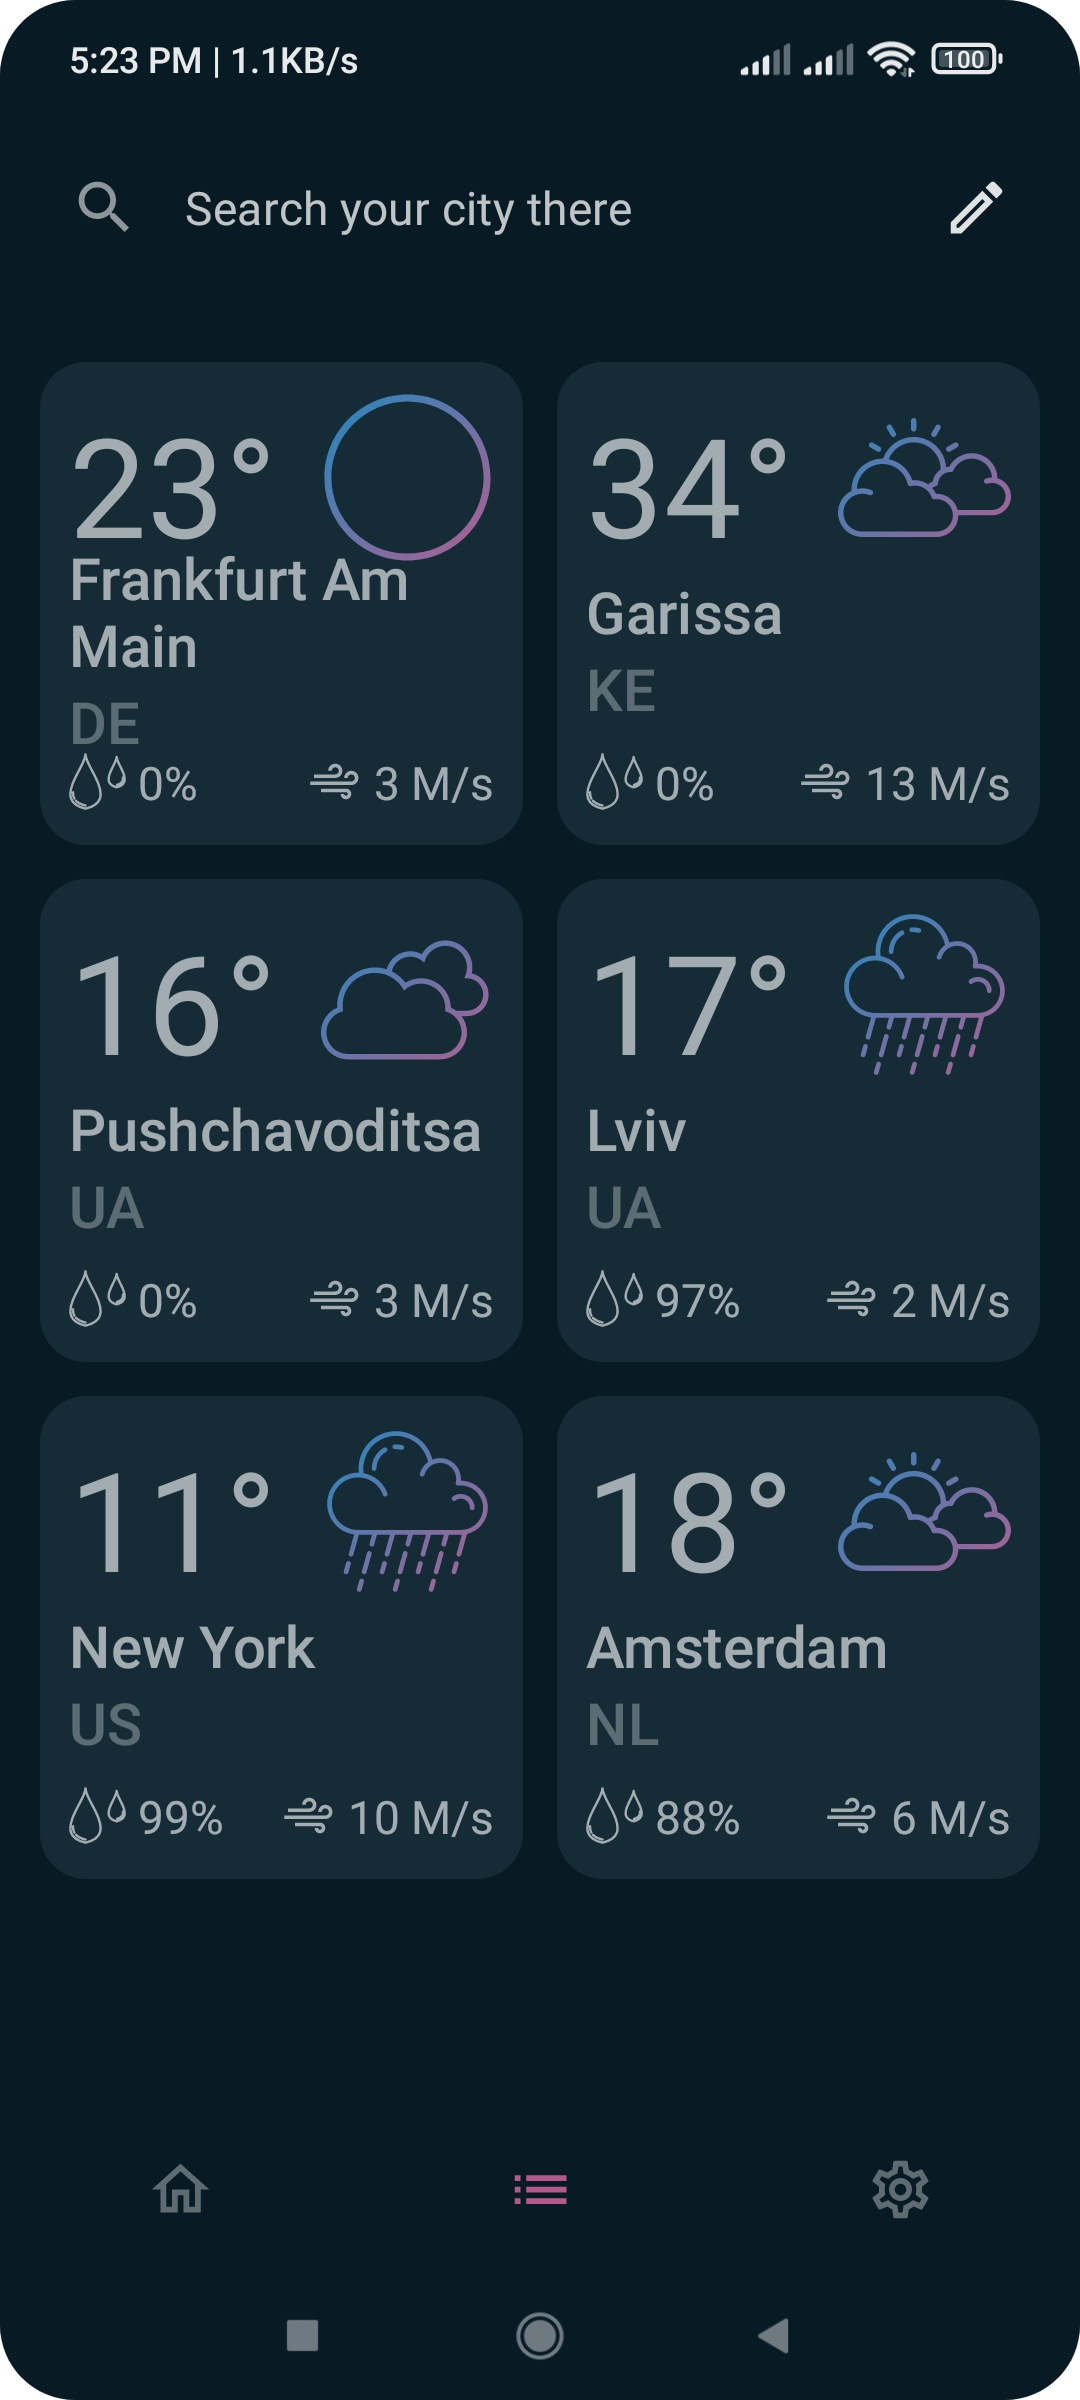 5:23 PM | 1.1KB/s 100
Search your city there
23°
Frankfurt Am
Main
DE
0% 3 M/s
34°
Garissa
KE
0% 13 M/s
16°
Pushchavoditsa
UA
0% 3 M/s
17°
Lviv
UA
97% 2 M/s
11°
New York
US
99% 10 M/s
18°
Amsterdam
NL
88% 6 M/s